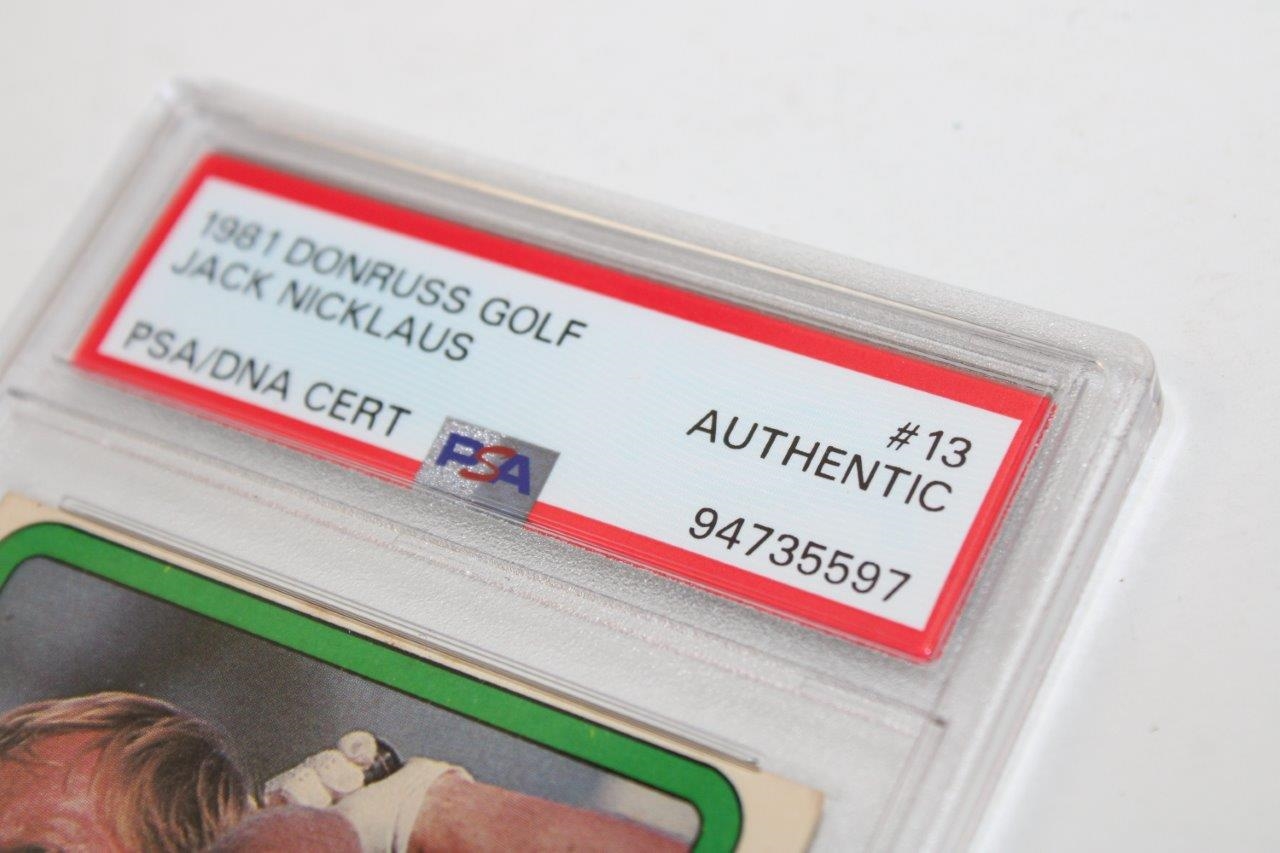 1981 DONRUSS GOLF
JACK NICKLAUS
PSA/DNA CERT
PSA
#13
AUTHENTIC
94735597